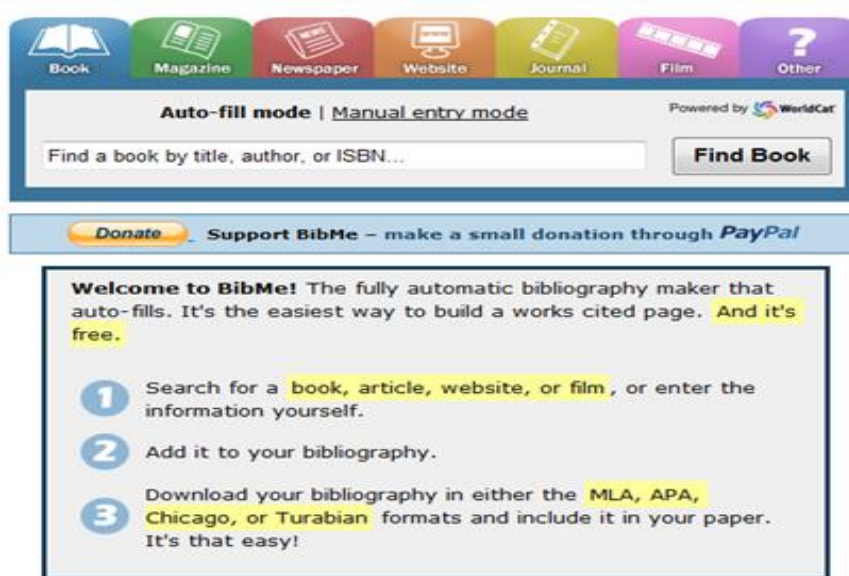 Book Magazine Newspaper Website Journal Film Other
Auto-fill mode | Manual entry mode Powered by WorldCat
Find a book by title, author, or ISBN... Find Book
Donate Support BibMe – make a small donation through PayPal
Welcome to BibMe! The fully automatic bibliography maker that
auto-fills. It's the easiest way to build a works cited page. And it's
free.
1 Search for a book, article, website, or film, or enter the
information yourself.
2 Add it to your bibliography.
3 Download your bibliography in either the MLA, APA,
Chicago, or Turabian formats and include it in your paper.
It's that easy!